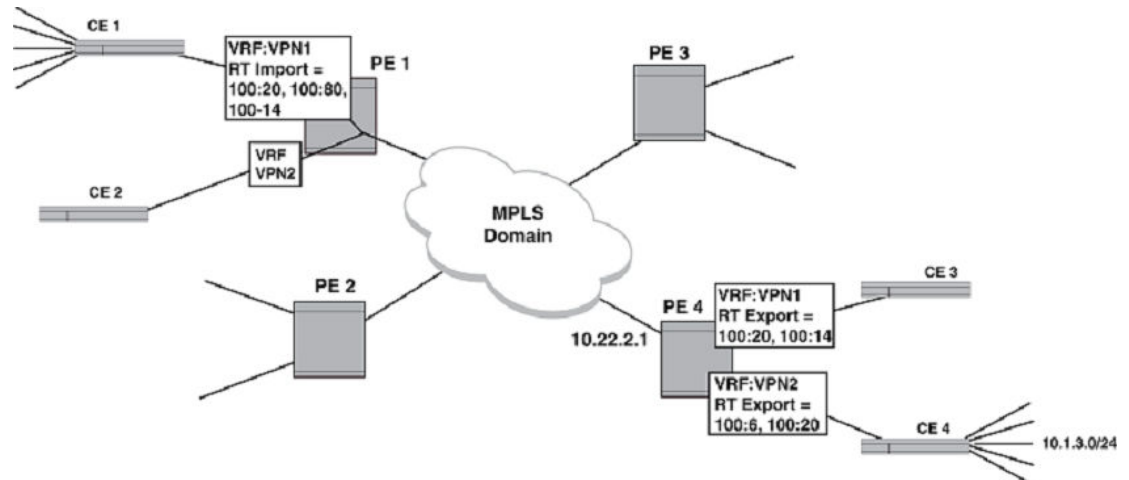 CE 1
VRF:VPN1
RT Import =
100:20, 100:80,
100-14
PE 1
PE 3
VRF
VPN2
CE 2
MPLS
Domain
PE 2
PE 4
10.22.2.1
VRF:VPN1
RT Export =
100:20, 100:14
CE 3
VRF:VPN2
RT Export =
100:6, 100:20
CE 4
10.1.3.0/24